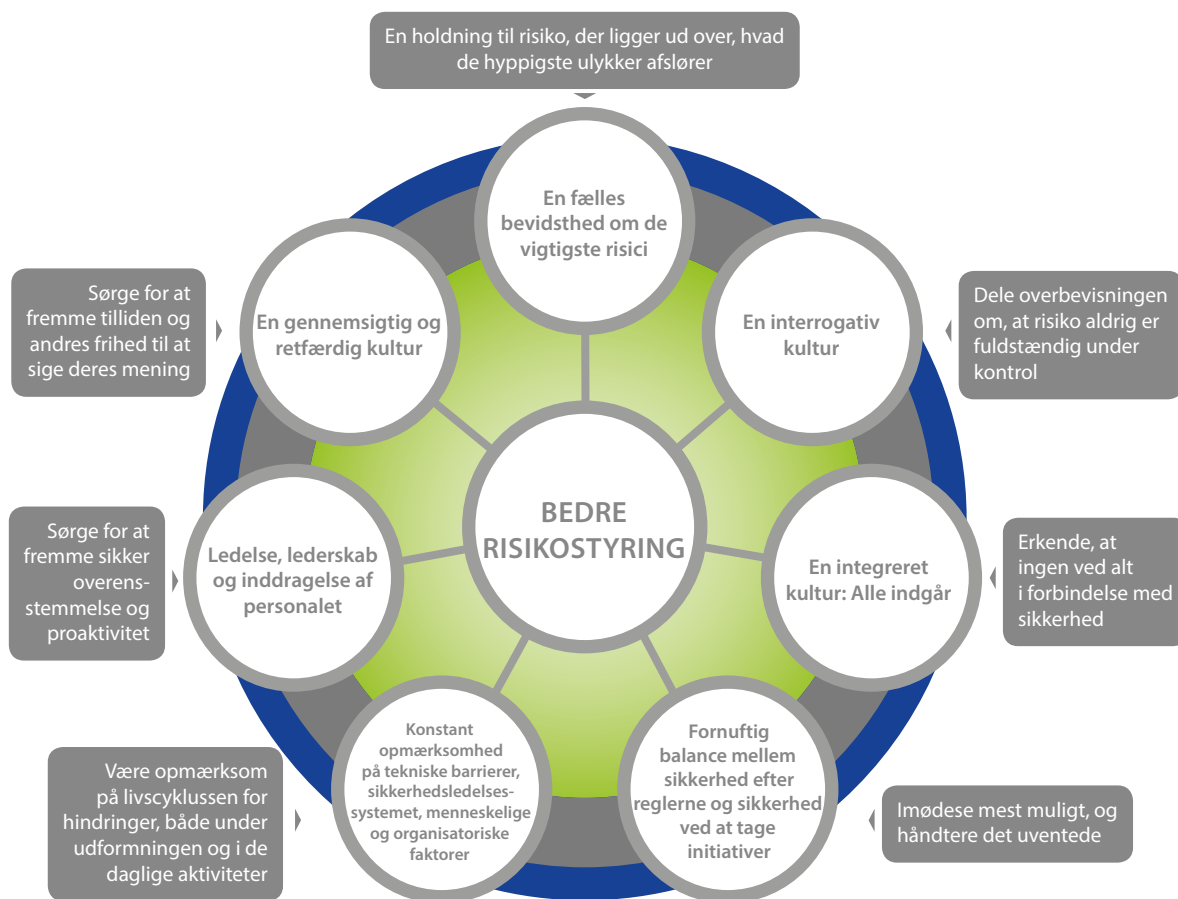 En holdning til risiko, der ligger ud over, hvad
de hyppigste ulykker afslører
En fælles
bevidsthed om de
vigtigste risici
Sørge for at
fremme tilliden og
andres frihed til at
sige deres mening
En gennemsigtig og
retfærdig kultur
En interrogativ
kultur
Dele overbevisningen
om, at risiko aldrig er
fuldstændig under
kontrol
BEDRE
RISIKOSTYRING
Sørge for at
fremme sikker
overens-
stemmelse og
proaktivitet
Ledelse, lederskab
og inddragelse af
personalet
En integreret
kultur: Alle indgår
Erkende, at
ingen ved alt
i forbindelse med
sikkerhed
Være opmærksom
på livscyklussen for
hindringer, både under
udformningen og i de
daglige aktiviteter
Konstant
opmærksomhed
på tekniske barrierer,
sikkerhedsledelses-
systemet, menneskelige
og organisatoriske
faktorer
Fornuftig
balance mellem
sikkerhed efter
reglerne og sikkerhed
ved at tage
initiativer
Imødese mest muligt, og
håndtere det uventede